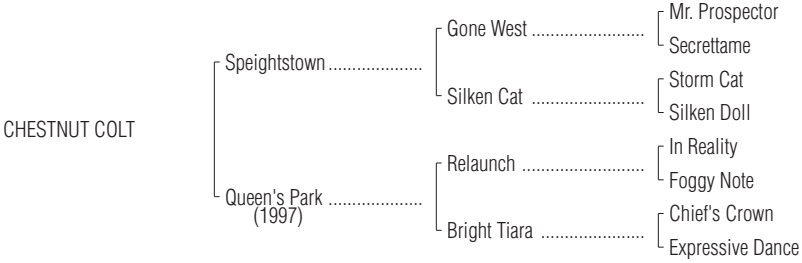 Mr. Prospector
Gone West ........................
Secrettame
Speightstown ....................
Storm Cat
Silken Cat ........................
Silken Doll
CHESTNUT COLT
In Reality
Relaunch ..........................
Foggy Note
Queen's Park ....................
(1997)
Chief's Crown
Bright Tiara ......................
Expressive Dance